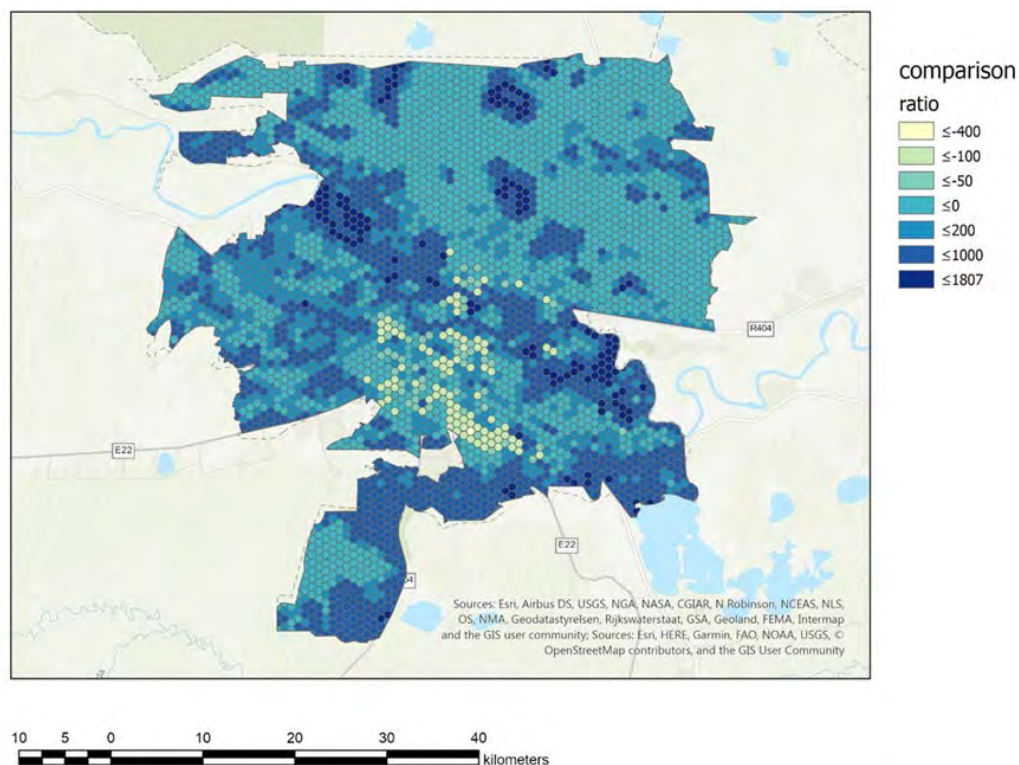 comparison
ratio
≤-400
≤-100
≤-50
≤0
≤200
≤1000
≤1807
R404
E22
E22
Sources: Esri, Airbus DS, USGS, NGA, NASA, CGIAR, N Robinson, NCEAS, NLS,
OS, NMA, Geodatastyrelsen, Rijkswaterstaat, GSA, Geoland, FEMA, Intermap
and the GIS user community; Sources: Esri, HERE, Garmin, FAO, NOAA, USGS, ©
OpenStreetMap contributors, and the GIS User Community
10 5 0 10 20 30 40
kilometers